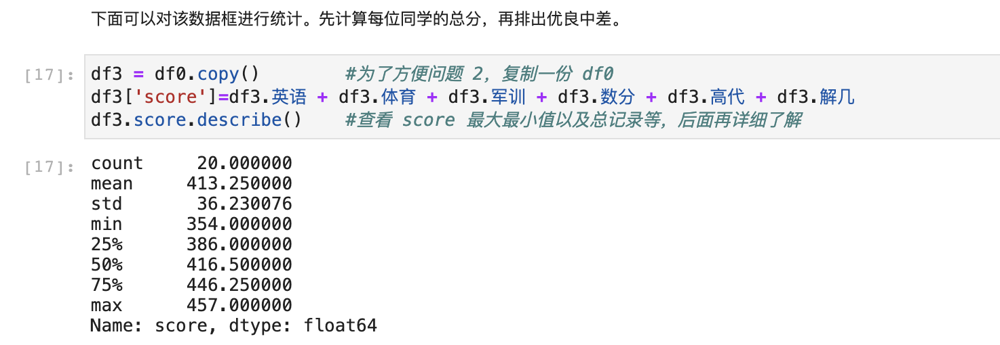 下面可以对该数据框进行统计。先计算每位同学的总分，再排出优良中差。
[17]: df3 = df0.copy() #为了方便问题 2, 复制一份 df0
df3['score']=df3.英语 + df3.体育 + df3.军训 + df3.数分 + df3.高代 + df3.解几
df3.score.describe() #查看 score 最大最小值以及总记录等, 后面再详细了解
[17]: count 20.000000
mean 413.250000
std 36.230076
min 354.000000
25% 386.000000
50% 416.500000
75% 446.250000
max 457.000000
Name: score, dtype: float64